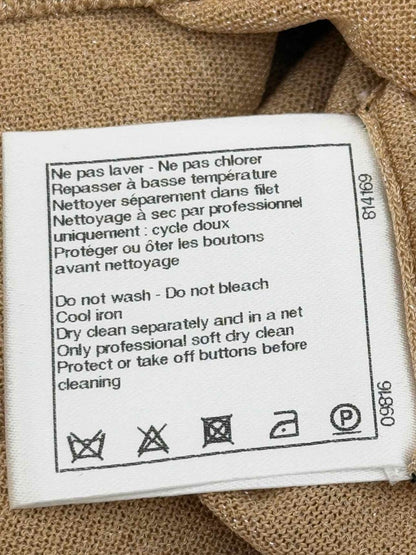 Ne pas laver - Ne pas chlorer
Repasser à basse température
Nettoyer séparement dans filet
Nettoyage à sec par professionnel
uniquement : cycle doux
Protéger ou ôter les boutons
avant nettoyage
Do not wash - Do not bleach
Cool iron
Dry clean separately and in a net
Only professional soft dry clean
Protect or take off buttons before
cleaning
P
814169
09816